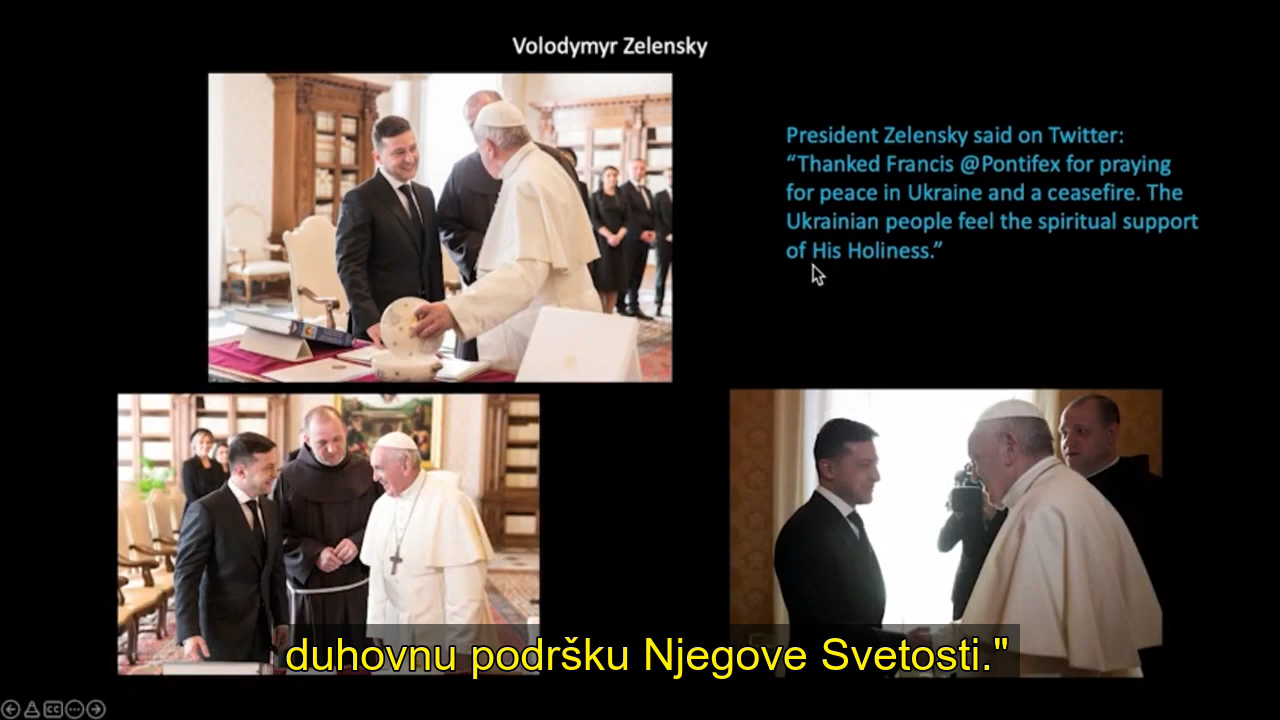 Volodymyr Zelensky
President Zelensky said on Twitter:
“Thanked Francis @Pontifex for praying
for peace in Ukraine and a ceasefire. The
Ukrainian people feel the spiritual support
of His Holiness.”
duhovnu podršku Njegove Svetosti."